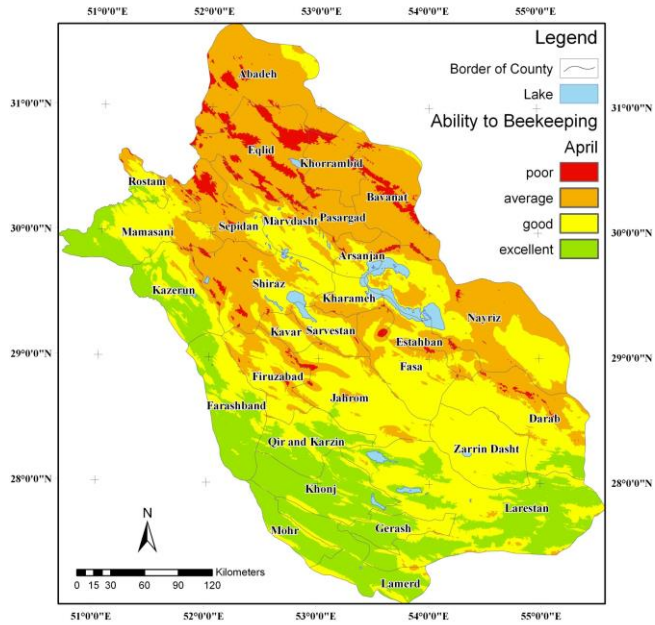 51°0'0"E 52°0'0"E 53°0'0"E 54°0'0"E 55°0'0"E
Legend
Border of County
Lake
Ability to Beekeeping
April
poor
average
good
excellent
31°0'0"N 31°0'0"N
30°0'0"N 30°0'0"N
29°0'0"N 29°0'0"N
28°0'0"N 28°0'0"N
Abadeh
Eqlid
Khorrambid
Rostam
Bavanat
Marvdasht
Pasargad
Sepidan
Mamasani
Arsanjan
Shiraz
Kazerun
Kharameh
Nayriz
Kavar
Sarvestan
Estahban
Fasa
Firuzabad
Jahrom
Farashband
Darab
Qir and Karzin
Zarrin Dasht
Khonj
Larestan
Mohr
Gerash
Lamerd
N
Kilometers
0 15 30 60 90 120
51°0'0"E 52°0'0"E 53°0'0"E 54°0'0"E 55°0'0"E